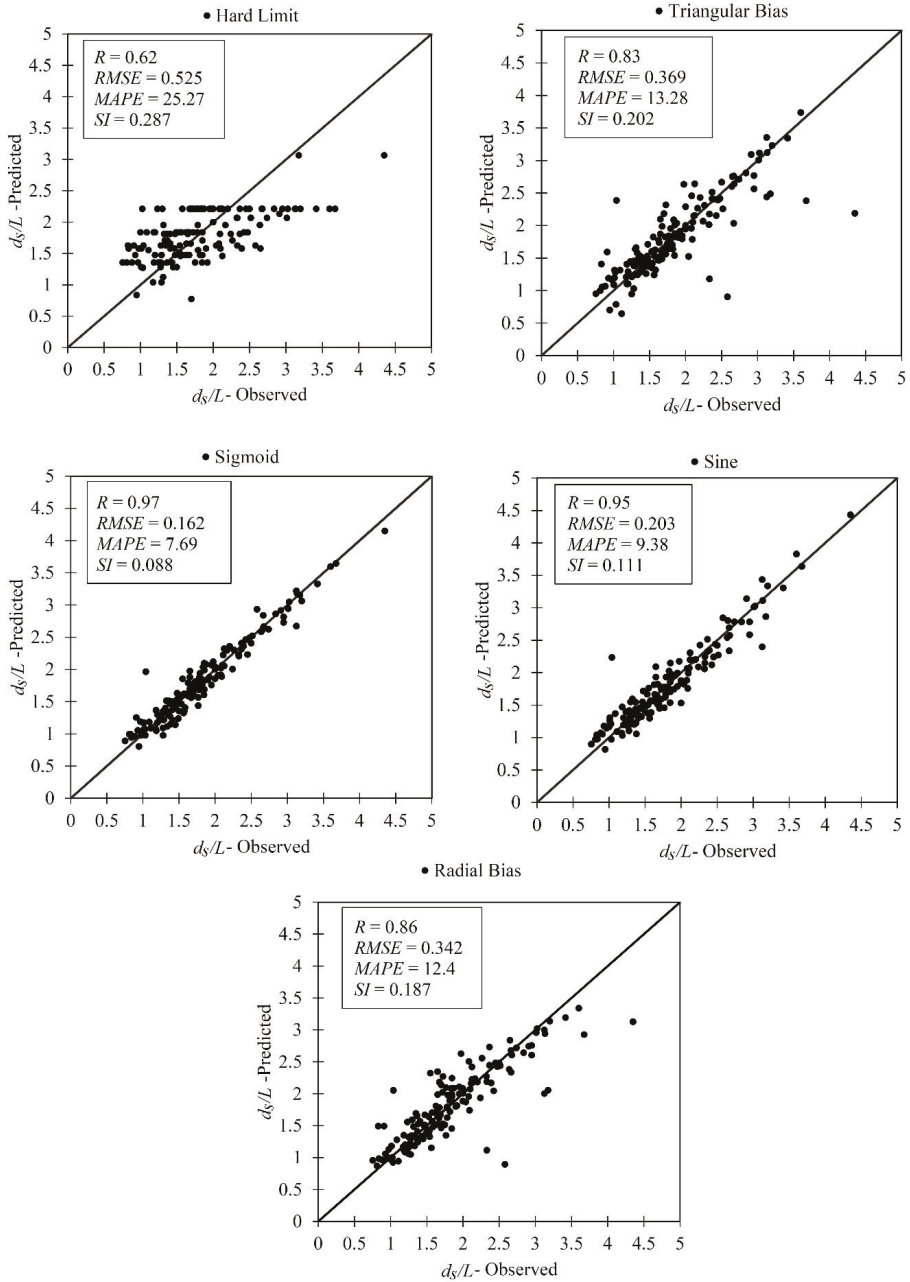 Hard Limit
R = 0.62
RMSE = 0.525
MAPE = 25.27
SI = 0.287
5
4.5
4
3.5
3
2.5
2
1.5
1
0.5
0
ds/L -Predicted
0 0.5 1 1.5 2 2.5 3 3.5 4 4.5 5
ds/L- Observed
Triangular Bias
R = 0.83
RMSE = 0.369
MAPE = 13.28
SI = 0.202
5
4.5
4
3.5
3
2.5
2
1.5
1
0.5
0
ds/L -Predicted
0 0.5 1 1.5 2 2.5 3 3.5 4 4.5 5
ds/L- Observed
Sigmoid
R = 0.97
RMSE = 0.162
MAPE = 7.69
SI = 0.088
5
4.5
4
3.5
3
2.5
2
1.5
1
0.5
0
ds/L -Predicted
0 0.5 1 1.5 2 2.5 3 3.5 4 4.5 5
ds/L- Observed
Sine
R = 0.95
RMSE = 0.203
MAPE = 9.38
SI = 0.111
5
4.5
4
3.5
3
2.5
2
1.5
1
0.5
0
ds/L -Predicted
0 0.5 1 1.5 2 2.5 3 3.5 4 4.5 5
ds/L- Observed
Radial Bias
R = 0.86
RMSE = 0.342
MAPE = 12.4
SI = 0.187
5
4.5
4
3.5
3
2.5
2
1.5
1
0.5
0
ds/L -Predicted
0 0.5 1 1.5 2 2.5 3 3.5 4 4.5 5
ds/L- Observed